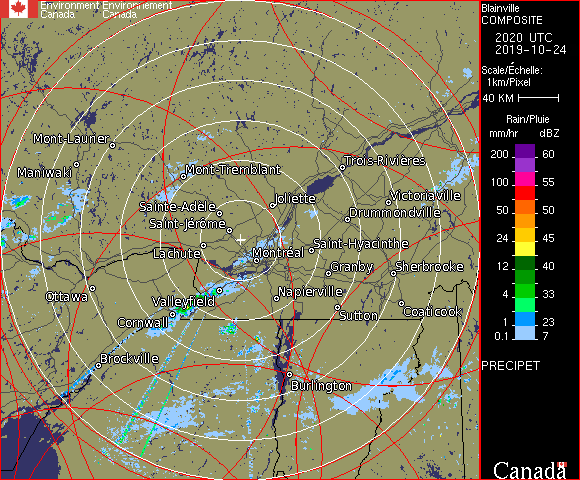 Environment Environnement
Canada Canada
Blainville
COMPOSITE
2020 UTC
2019-10-24
Scale/Échelle:
1km/Pixel
40 KM
Rain/Pluie
mm/hr dBZ
200 60
100 55
50 50
24 45
12 40
4 33
1 23
0.1 7
PRECIPET
Canada
Mont-Laurier
Maniwaki
Mont-Tremblant
Trois-Rivières
Joliette
Victoriaville
Sainte-Adèle
Drummondville
Saint-Jérôme
Saint-Hyacinthe
Lachute
Montréal
Granby
Sherbrooke
Ottawa
Valleyfield
Napierville
Cornwall
Sutton
Coaticook
Brockville
Burlington